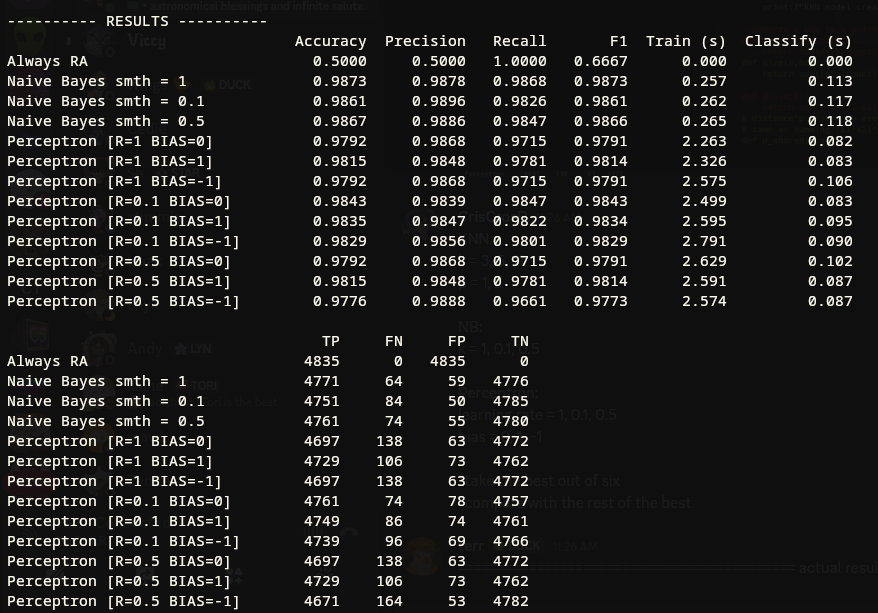 ---------- RESULTS ----------
Accuracy Precision Recall F1 Train (s) Classify (s)
Always RA 0.5000 0.5000 1.0000 0.6667 0.000 0.000
Naive Bayes smth = 1 0.9873 0.9878 0.9868 0.9873 0.257 0.113
Naive Bayes smth = 0.1 0.9861 0.9896 0.9826 0.9861 0.262 0.117
Naive Bayes smth = 0.5 0.9867 0.9886 0.9847 0.9866 0.265 0.118
Perceptron [R=1 BIAS=0] 0.9792 0.9868 0.9715 0.9791 2.263 0.082
Perceptron [R=1 BIAS=1] 0.9815 0.9848 0.9781 0.9814 2.326 0.083
Perceptron [R=1 BIAS=-1] 0.9792 0.9868 0.9715 0.9791 2.575 0.106
Perceptron [R=0.1 BIAS=0] 0.9843 0.9839 0.9847 0.9843 2.499 0.083
Perceptron [R=0.1 BIAS=1] 0.9835 0.9847 0.9822 0.9834 2.595 0.095
Perceptron [R=0.1 BIAS=-1] 0.9829 0.9856 0.9801 0.9829 2.791 0.090
Perceptron [R=0.5 BIAS=0] 0.9792 0.9868 0.9715 0.9791 2.629 0.102
Perceptron [R=0.5 BIAS=1] 0.9815 0.9848 0.9781 0.9814 2.591 0.087
Perceptron [R=0.5 BIAS=-1] 0.9776 0.9888 0.9661 0.9773 2.574 0.087
TP FN FP TN
Always RA 4835 0 4835 0
Naive Bayes smth = 1 4771 64 59 4776
Naive Bayes smth = 0.1 4751 84 50 4785
Naive Bayes smth = 0.5 4761 74 55 4780
Perceptron [R=1 BIAS=0] 4697 138 63 4772
Perceptron [R=1 BIAS=1] 4729 106 73 4762
Perceptron [R=1 BIAS=-1] 4697 138 63 4772
Perceptron [R=0.1 BIAS=0] 4761 74 78 4757
Perceptron [R=0.1 BIAS=1] 4749 86 74 4761
Perceptron [R=0.1 BIAS=-1] 4739 96 69 4766
Perceptron [R=0.5 BIAS=0] 4697 138 63 4772
Perceptron [R=0.5 BIAS=1] 4729 106 73 4762
Perceptron [R=0.5 BIAS=-1] 4671 164 53 4782